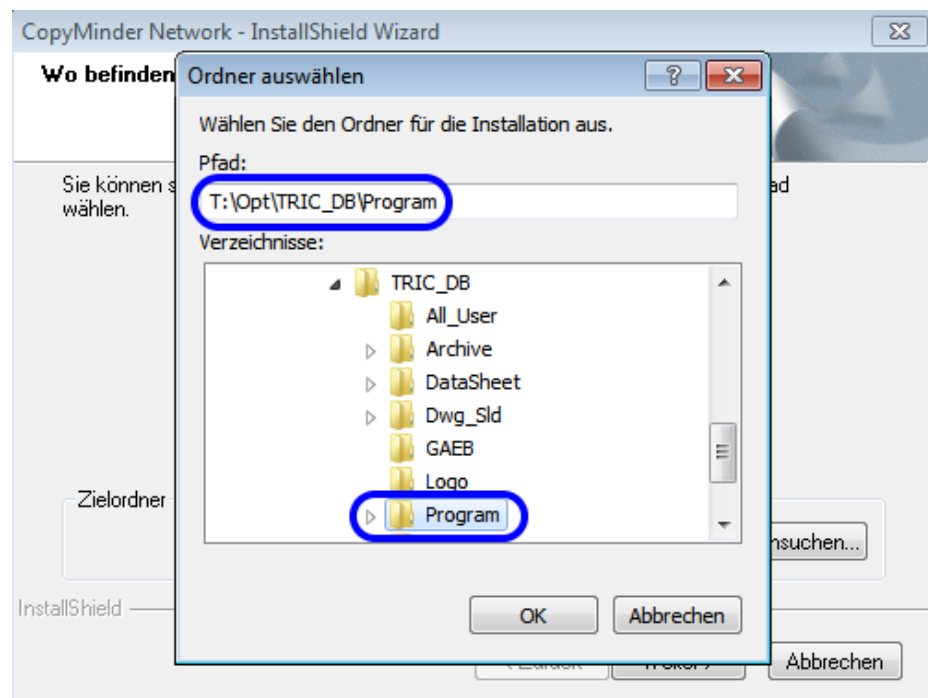 CopyMinder Network - InstallShield Wizard
Wo befinden
Ordner auswählen
Wählen Sie den Ordner für die Installation aus.
Pfad:
Sie können s
ad
wählen.
T:\Opt\TRIC_DB\Program
Verzeichnisse:
TRIC_DB
All_User
Archive
DataSheet
Dwg_Sld
GAEB
Logo
Program
Zielordner
hsuchen...
InstallShield
OK
Abbrechen
Abbrechen